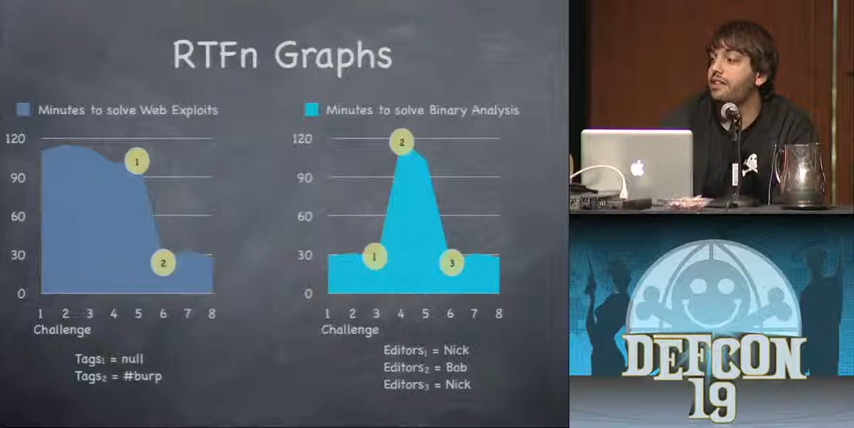 RTFn Graphs
Minutes to solve Web Exploits
120
90
60
30
0
1
2
1 2 3 4 5 6 7 8
Challenge
Tags₁ = null
Tags₂ = #burp
Minutes to solve Binary Analysis
120
90
60
30
0
1
2
3
1 2 3 4 5 6 7 8
Challenge
Editors₁ = Nick
Editors₂ = Bob
Editors₃ = Nick
DEFCON
19